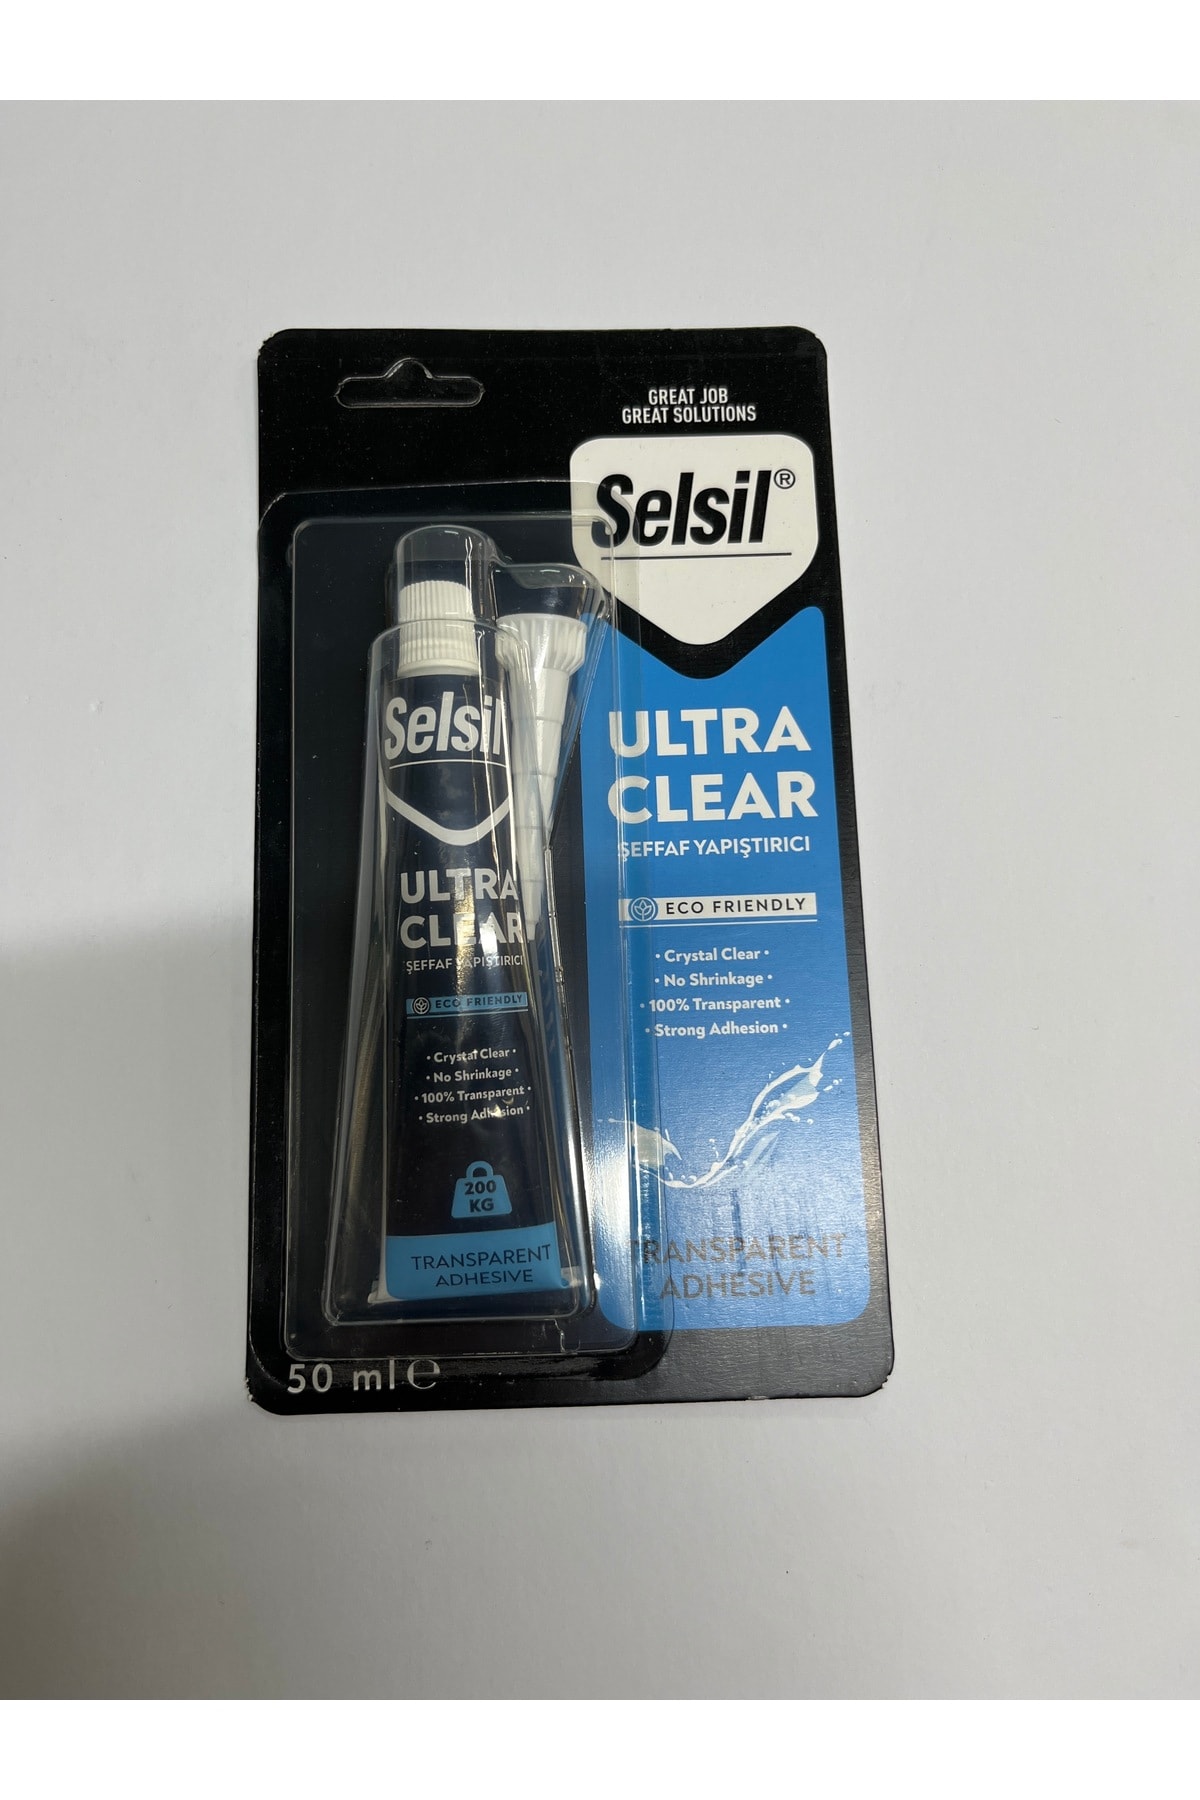 GREAT JOB
GREAT SOLUTIONS
Selsil®
ULTRA
CLEAR
ŞEFFAF YAPIŞTIRICI
ECO FRIENDLY
• Crystal Clear •
• No Shrinkage •
• 100% Transparent •
• Strong Adhesion •
TRANSPARENT
ADHESIVE
Selsil
ULTRA
CLEAR
ŞEFFAF YAPIŞTIRICI
ECO FRIENDLY
• Crystal Clear •
• No Shrinkage •
• 100% Transparent •
• Strong Adhesion •
200
KG
TRANSPARENT
ADHESIVE
50 ml ℮